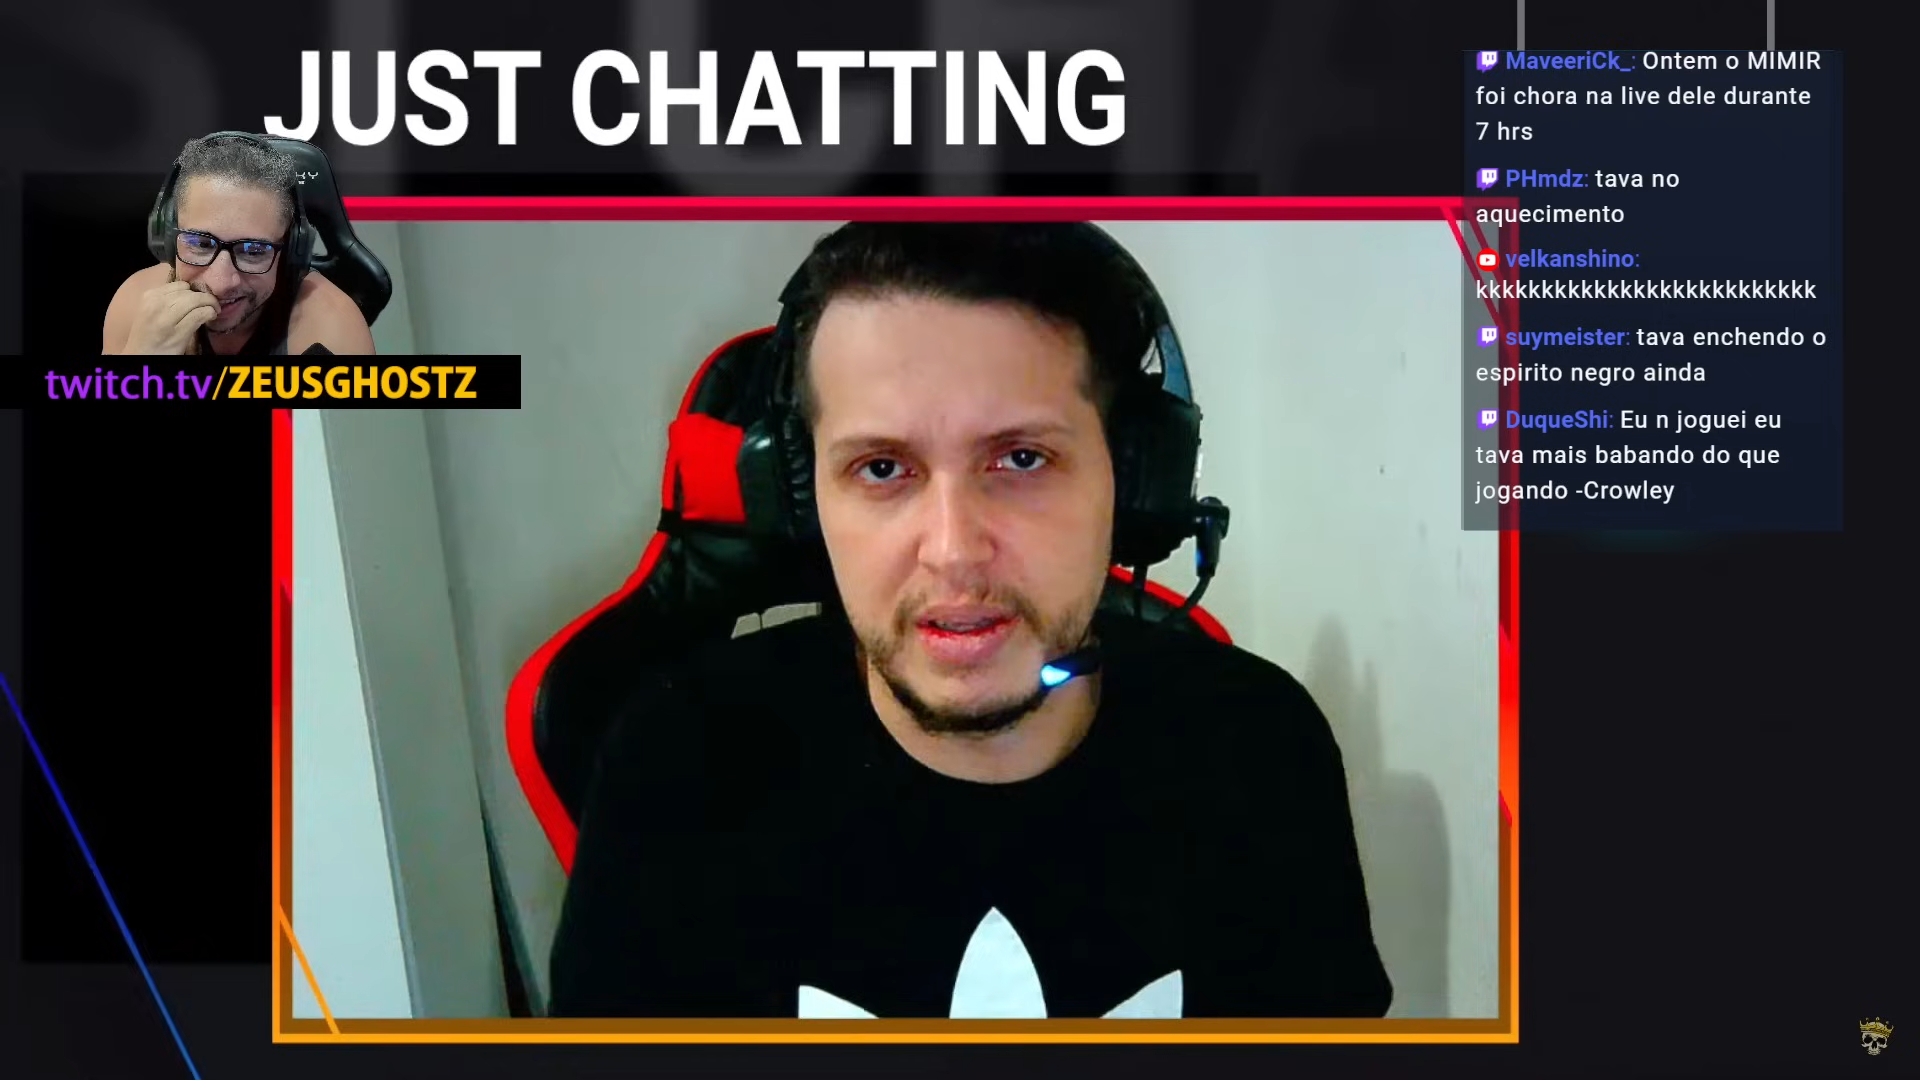 JUST CHATTING
twitch.tv/ZEUSGHOSTZ
MaveeriCk_: Ontem o MIMIR
foi chora na live dele durante
7 hrs
PHmdz: tava no
aquecimento
velkanshino:
kkkkkkkkkkkkkkkkkkkkkkkkkk
suymeister: tava enchendo o
espirito negro ainda
DuqueShi: Eu n joguei eu
tava mais babando do que
jogando -Crowley